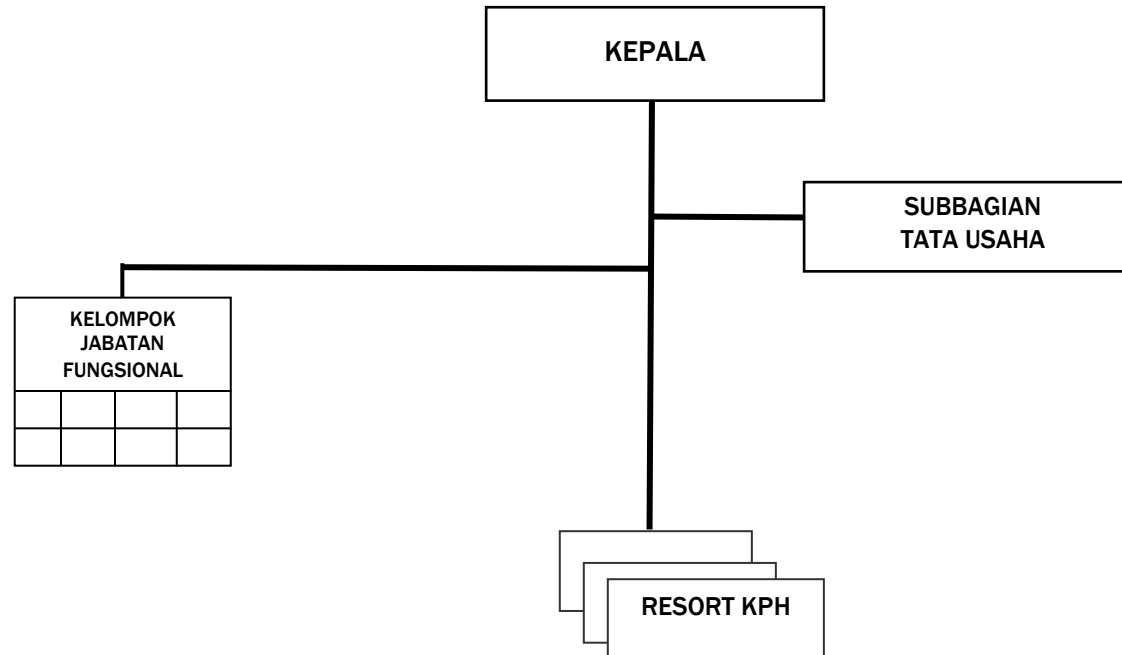 KEPALA
SUBBAGIAN
TATA USAHA
KELOMPOK
JABATAN
FUNGSIONAL
RESORT KPH